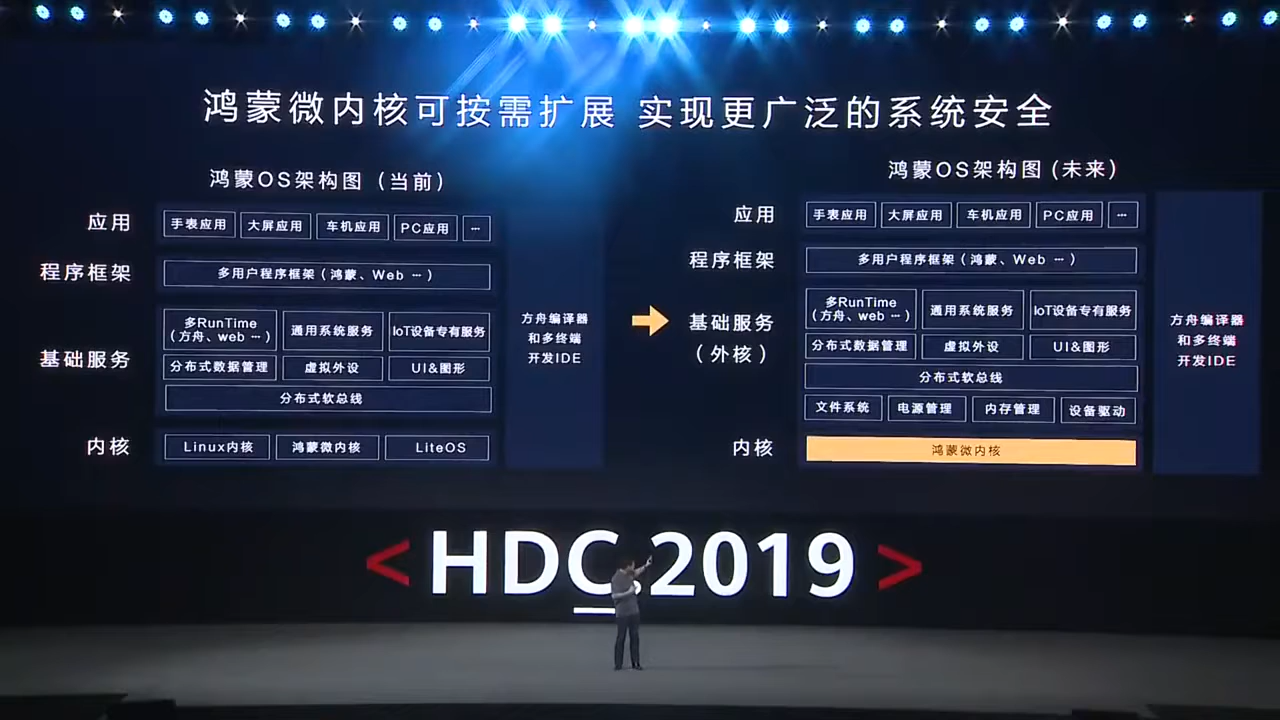 鸿蒙微内核可按需扩展 实现更广泛的系统安全
鸿蒙OS架构图（当前）
应用
手表应用 大屏应用 车机应用 PC应用 ···
程序框架
多用户程序框架（鸿蒙、Web ···）
基础服务
多RunTime
（方舟、web ···）
通用系统服务
IoT设备专有服务
分布式数据管理 虚拟外设 UI&图形
分布式软总线
内核
Linux内核 鸿蒙微内核 LiteOS
方舟编译器
和多终端
开发IDE
鸿蒙OS架构图（未来）
应用
手表应用 大屏应用 车机应用 PC应用 ···
程序框架
多用户程序框架（鸿蒙、Web ···）
基础服务
（外核）
多RunTime
（方舟、web ···）
通用系统服务
IoT设备专有服务
分布式数据管理 虚拟外设 UI&图形
分布式软总线
文件系统 电源管理 内存管理 设备驱动
内核
鸿蒙微内核
方舟编译器
和多终端
开发IDE
<HDC.2019>